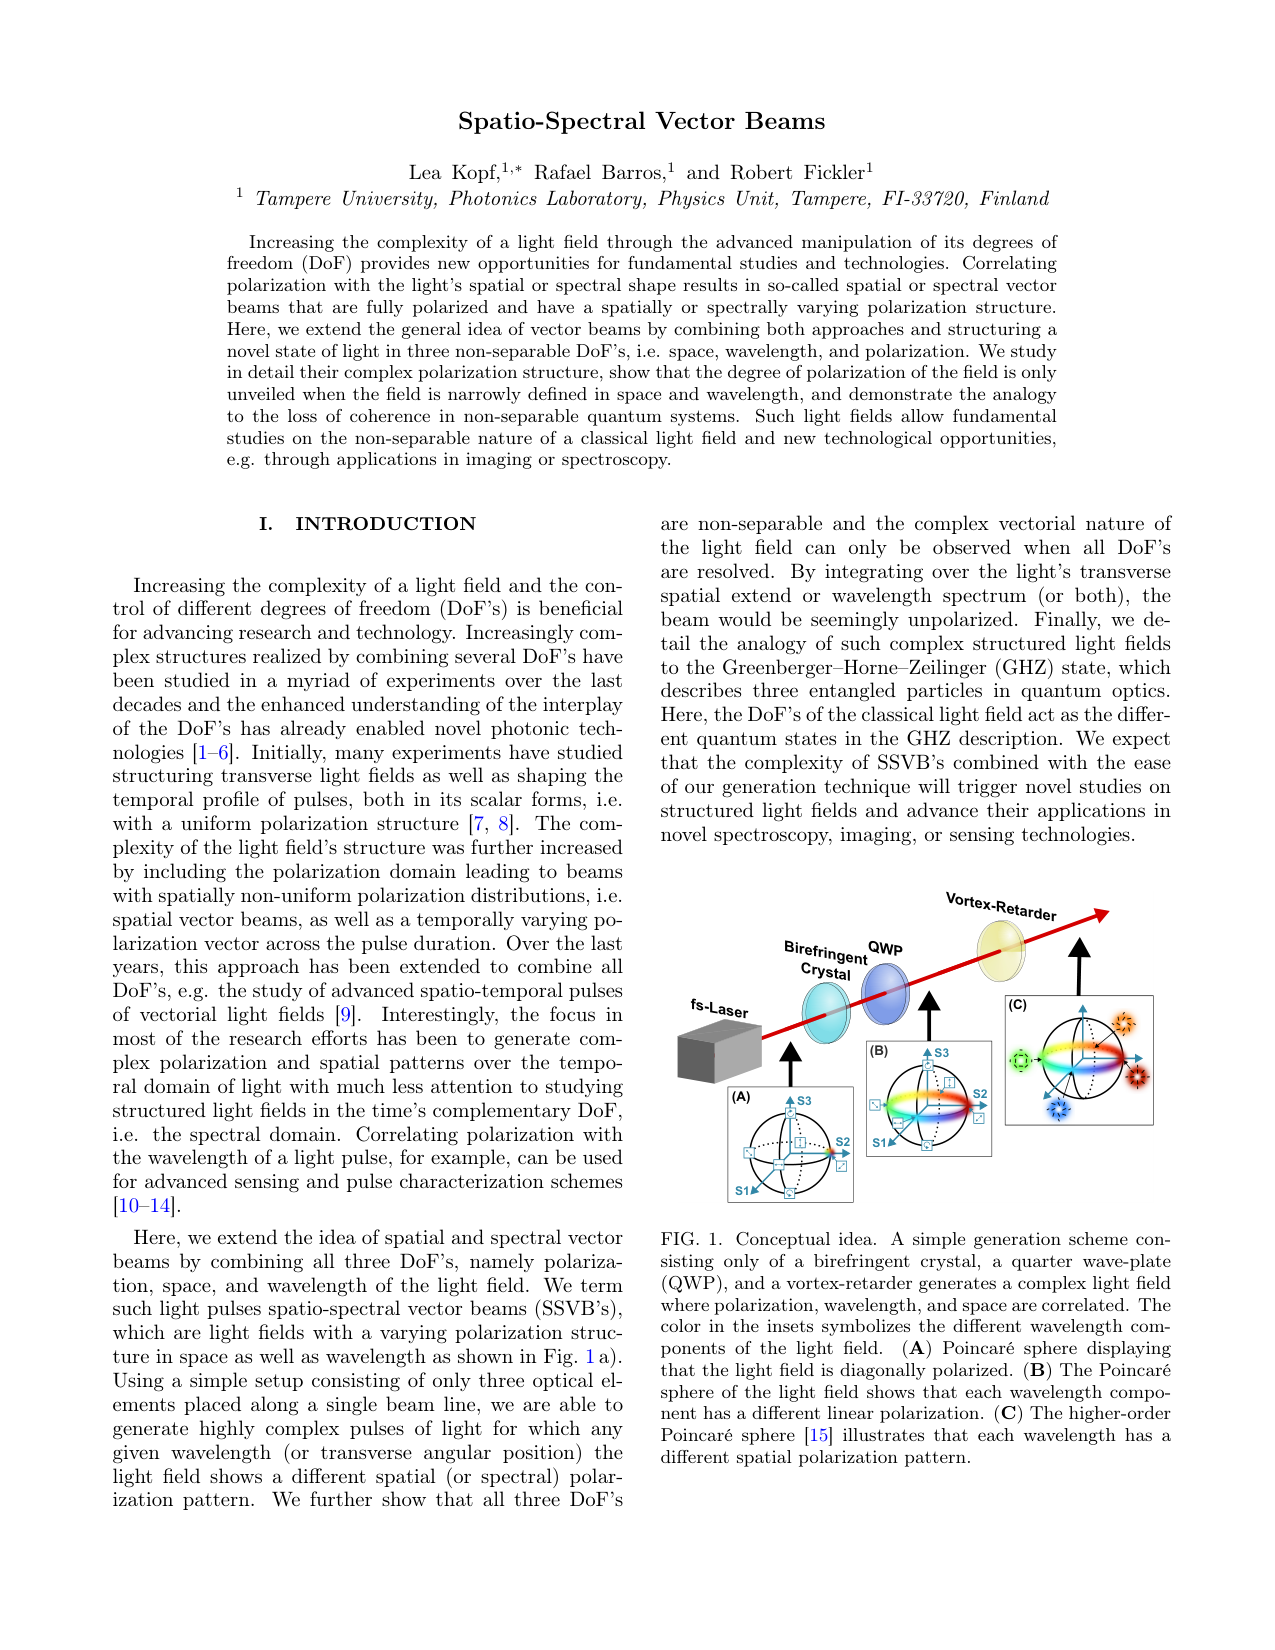 Spatio-Spectral Vector Beams
Lea Kopf,1,* Rafael Barros,1 and Robert Fickler1
1 Tampere University, Photonics Laboratory, Physics Unit, Tampere, FI-33720, Finland
Increasing the complexity of a light field through the advanced manipulation of its degrees of
freedom (DoF) provides new opportunities for fundamental studies and technologies. Correlating
polarization with the light's spatial or spectral shape results in so-called spatial or spectral vector
beams that are fully polarized and have a spatially or spectrally varying polarization structure.
Here, we extend the general idea of vector beams by combining both approaches and structuring a
novel state of light in three non-separable DoF's, i.e. space, wavelength, and polarization. We study
in detail their complex polarization structure, show that the degree of polarization of the field is only
unveiled when the field is narrowly defined in space and wavelength, and demonstrate the analogy
to the loss of coherence in non-separable quantum systems. Such light fields allow fundamental
studies on the non-separable nature of a classical light field and new technological opportunities,
e.g. through applications in imaging or spectroscopy.
I. INTRODUCTION
Increasing the complexity of a light field and the con-
trol of different degrees of freedom (DoF's) is beneficial
for advancing research and technology. Increasingly com-
plex structures realized by combining several DoF's have
been studied in a myriad of experiments over the last
decades and the enhanced understanding of the interplay
of the DoF's has already enabled novel photonic tech-
nologies [1–6]. Initially, many experiments have studied
structuring transverse light fields as well as shaping the
temporal profile of pulses, both in its scalar forms, i.e.
with a uniform polarization structure [7, 8]. The com-
plexity of the light field's structure was further increased
by including the polarization domain leading to beams
with spatially non-uniform polarization distributions, i.e.
spatial vector beams, as well as a temporally varying po-
larization vector across the pulse duration. Over the last
years, this approach has been extended to combine all
DoF's, e.g. the study of advanced spatio-temporal pulses
of vectorial light fields [9]. Interestingly, the focus in
most of the research efforts has been to generate com-
plex polarization and spatial patterns over the tempo-
ral domain of light with much less attention to studying
structured light fields in the time's complementary DoF,
i.e. the spectral domain. Correlating polarization with
the wavelength of a light pulse, for example, can be used
for advanced sensing and pulse characterization schemes
[10–14].
Here, we extend the idea of spatial and spectral vector
beams by combining all three DoF's, namely polariza-
tion, space, and wavelength of the light field. We term
such light pulses spatio-spectral vector beams (SSVB's),
which are light fields with a varying polarization struc-
ture in space as well as wavelength as shown in Fig. 1 a).
Using a simple setup consisting of only three optical el-
ements placed along a single beam line, we are able to
generate highly complex pulses of light for which any
given wavelength (or transverse angular position) the
light field shows a different spatial (or spectral) polar-
ization pattern. We further show that all three DoF's
are non-separable and the complex vectorial nature of
the light field can only be observed when all DoF's
are resolved. By integrating over the light's transverse
spatial extend or wavelength spectrum (or both), the
beam would be seemingly unpolarized. Finally, we de-
tail the analogy of such complex structured light fields
to the Greenberger–Horne–Zeilinger (GHZ) state, which
describes three entangled particles in quantum optics.
Here, the DoF's of the classical light field act as the differ-
ent quantum states in the GHZ description. We expect
that the complexity of SSVB's combined with the ease
of our generation technique will trigger novel studies on
structured light fields and advance their applications in
novel spectroscopy, imaging, or sensing technologies.
Vortex-Retarder
QWP
Birefringent
Crystal
fs-Laser
(A)
S3
S2
S1
(B)
S3
S2
S1
(C)
FIG. 1. Conceptual idea. A simple generation scheme con-
sisting only of a birefringent crystal, a quarter wave-plate
(QWP), and a vortex-retarder generates a complex light field
where polarization, wavelength, and space are correlated. The
color in the insets symbolizes the different wavelength com-
ponents of the light field. (A) Poincaré sphere displaying
that the light field is diagonally polarized. (B) The Poincaré
sphere of the light field shows that each wavelength compo-
nent has a different linear polarization. (C) The higher-order
Poincaré sphere [15] illustrates that each wavelength has a
different spatial polarization pattern.